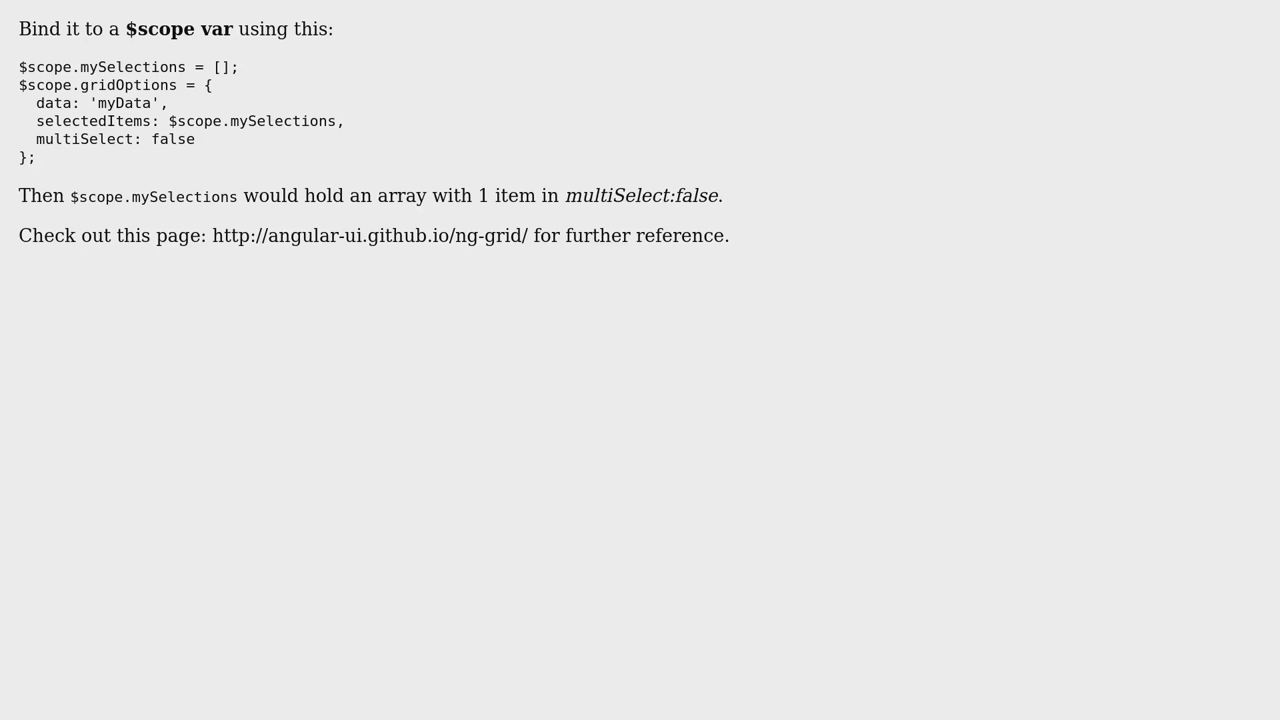 Bind it to a $scope var using this:
$scope.mySelections = [];
$scope.gridOptions = {
  data: 'myData',
  selectedItems: $scope.mySelections,
  multiSelect: false
};
Then $scope.mySelections would hold an array with 1 item in multiSelect:false.
Check out this page: http://angular-ui.github.io/ng-grid/ for further reference.